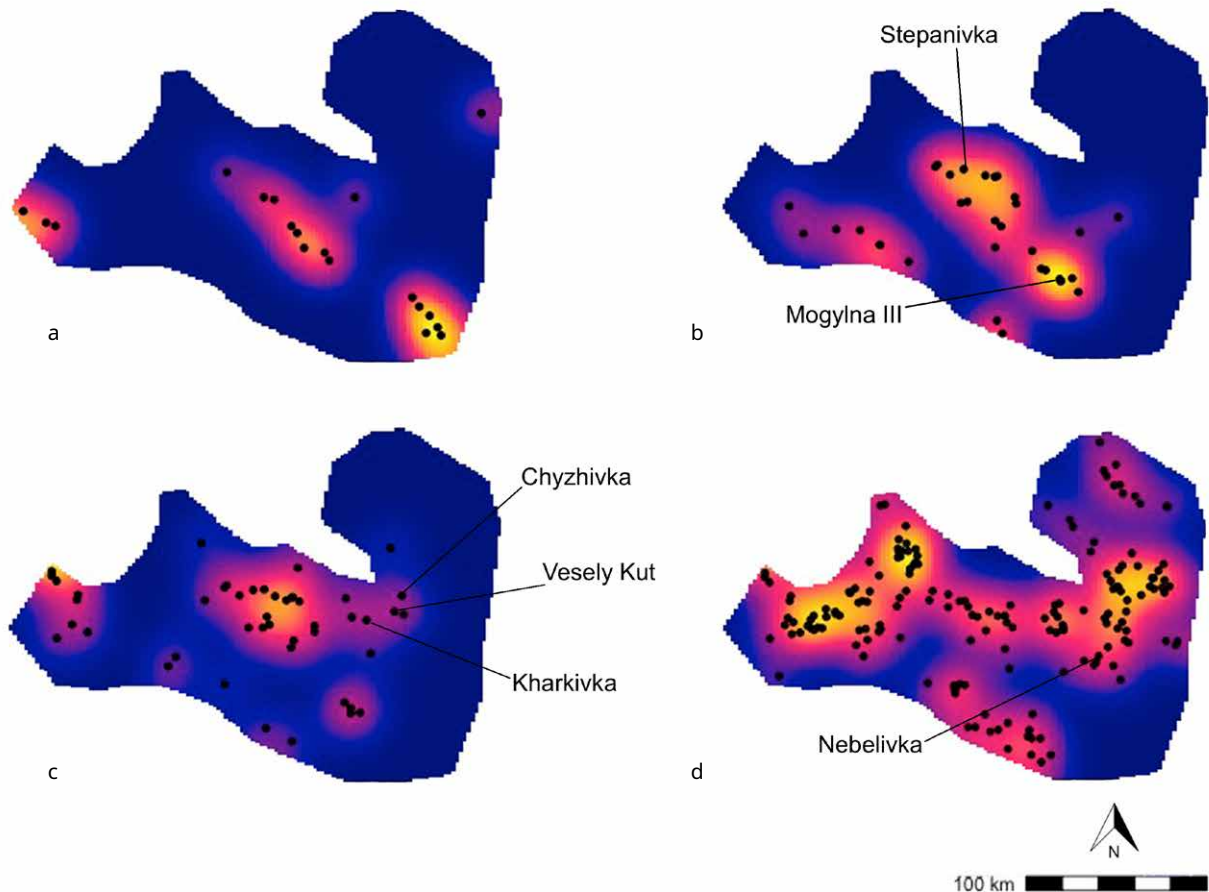 Stepanivka
a
Mogylna III
b
Chyzhivka
Vesely Kut
Kharkivka
c
Nebelivka
d
N
100 km